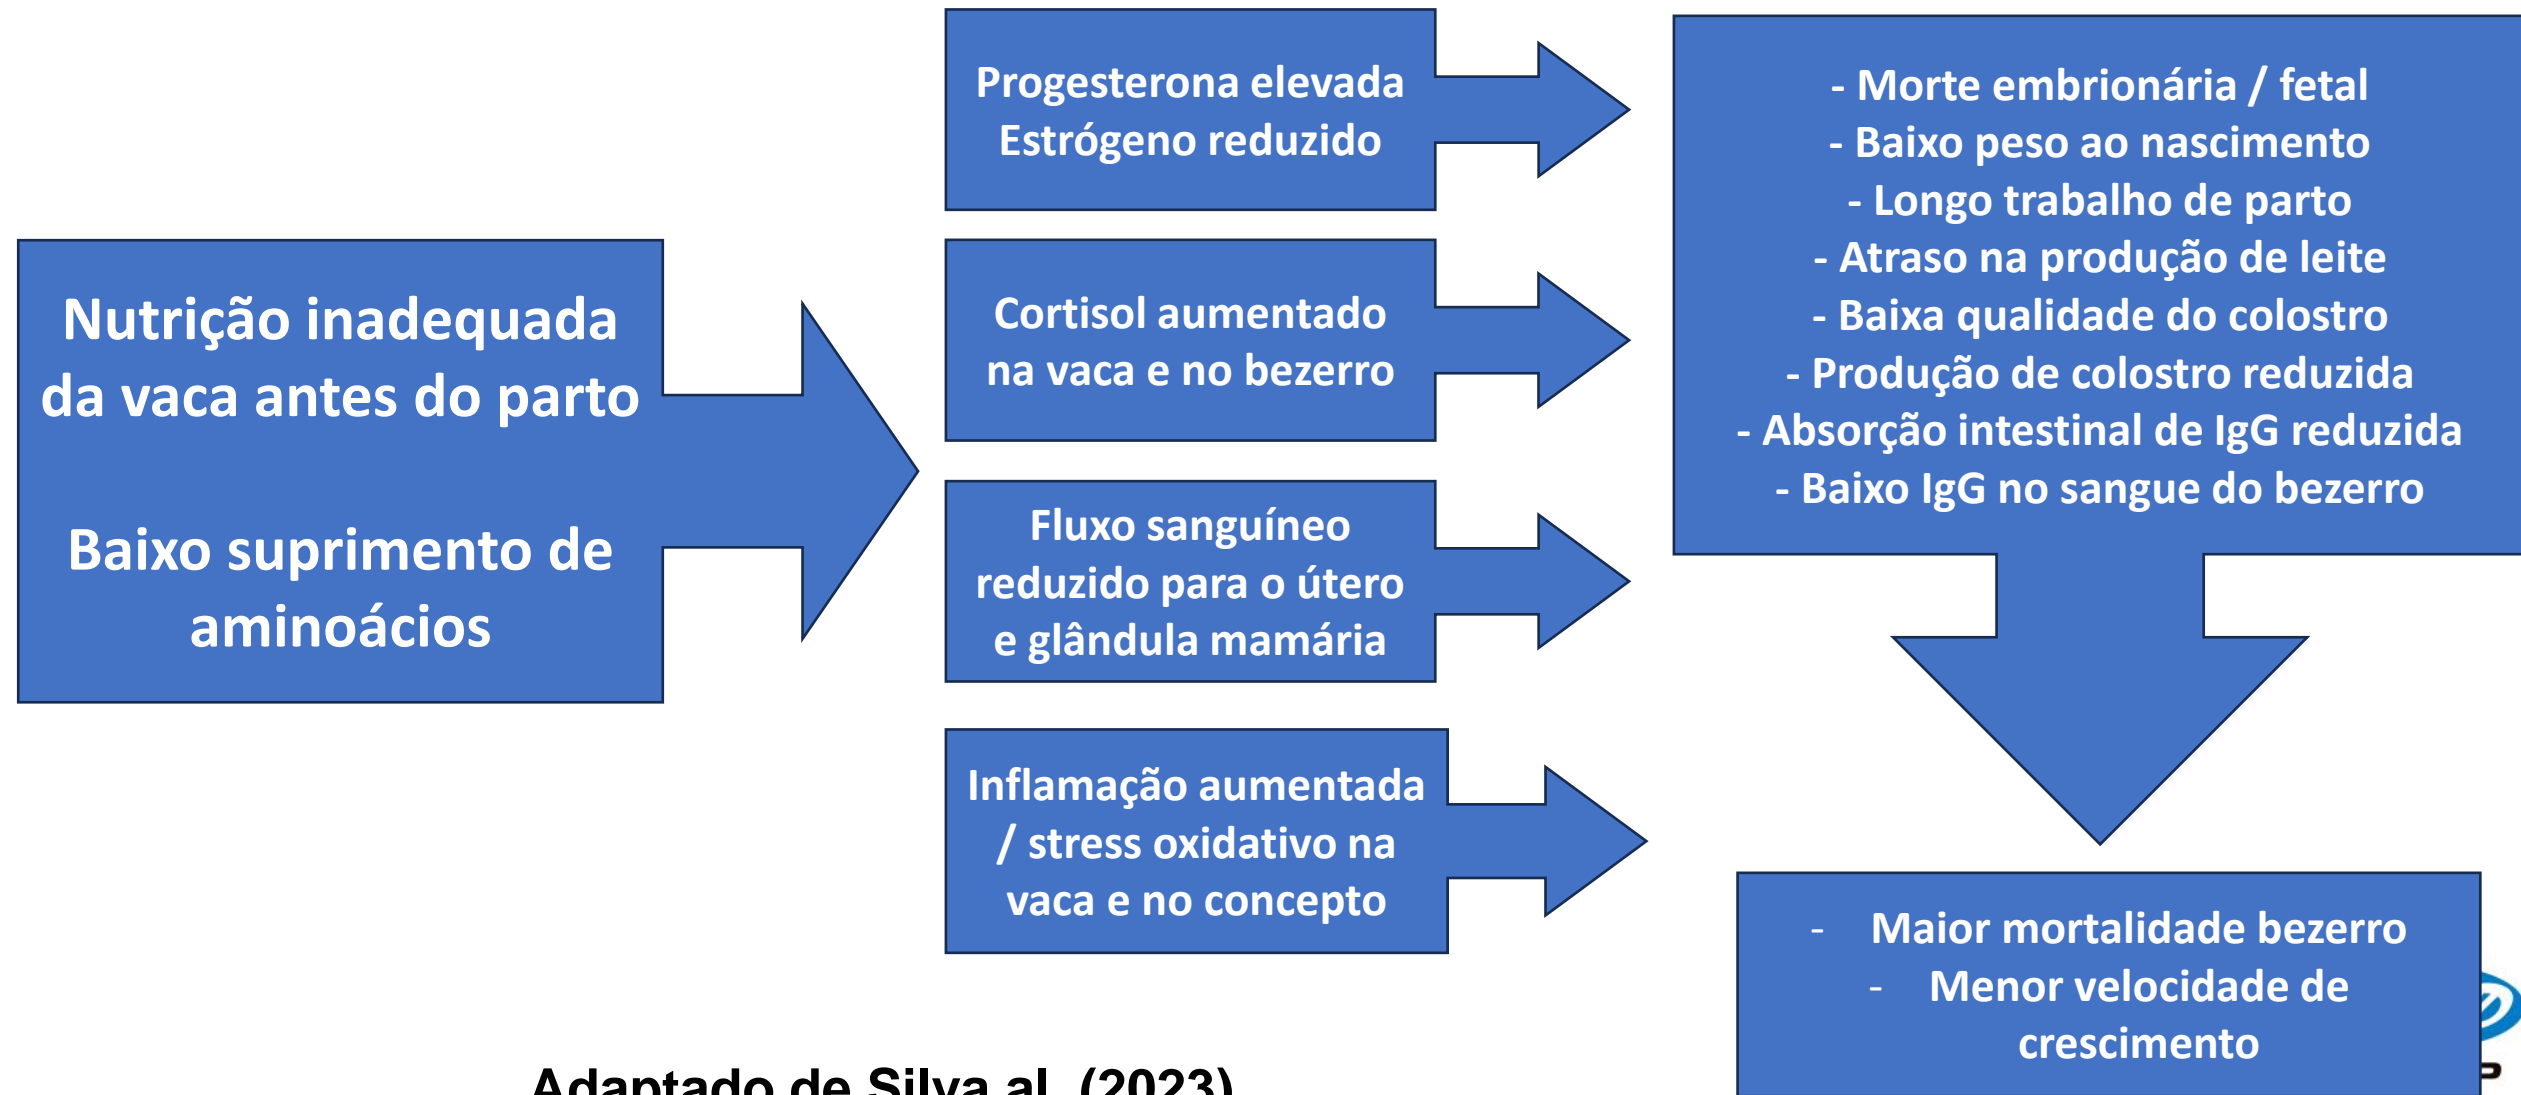 Nutrição inadequada
da vaca antes do parto
Baixo suprimento de
aminoácios
Progesterona elevada
Estrógeno reduzido
Cortisol aumentado
na vaca e no bezerro
Fluxo sanguíneo
reduzido para o útero
e glândula mamária
Inflamação aumentada
/ stress oxidativo na
vaca e no concepto
- Morte embrionária / fetal
- Baixo peso ao nascimento
- Longo trabalho de parto
- Atraso na produção de leite
- Baixa qualidade do colostro
- Produção de colostro reduzida
- Absorção intestinal de IgG reduzida
- Baixo IgG no sangue do bezerro
- Maior mortalidade bezerro
- Menor velocidade de
crescimento
Adaptado de Silva al. (2023)